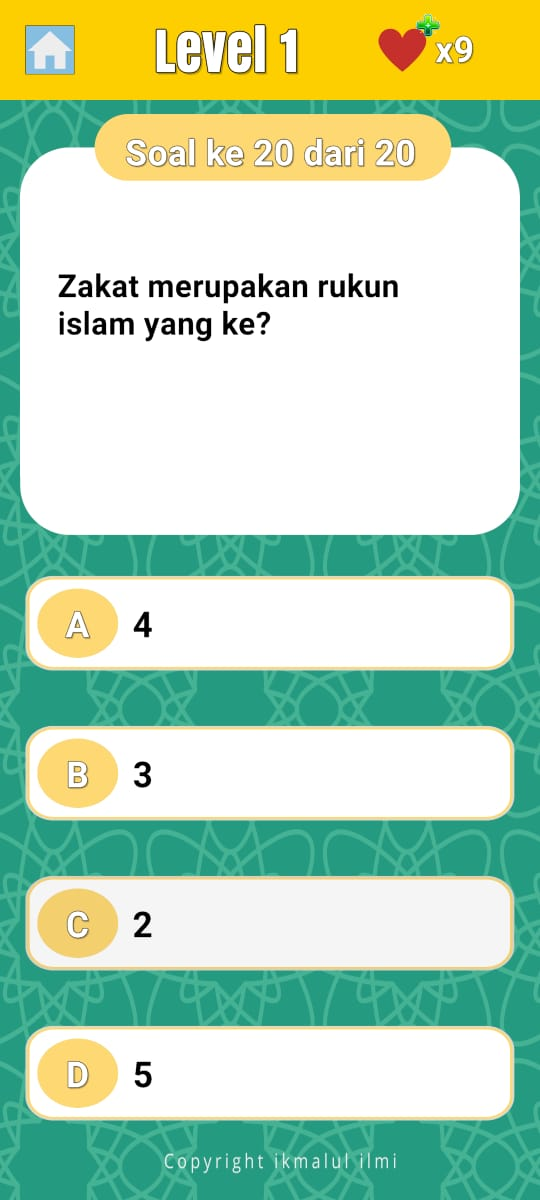 Level 1
x9
Soal ke 20 dari 20
Zakat merupakan rukun
islam yang ke?
A 4
B 3
C 2
D 5
Copyright ikmalul ilmi